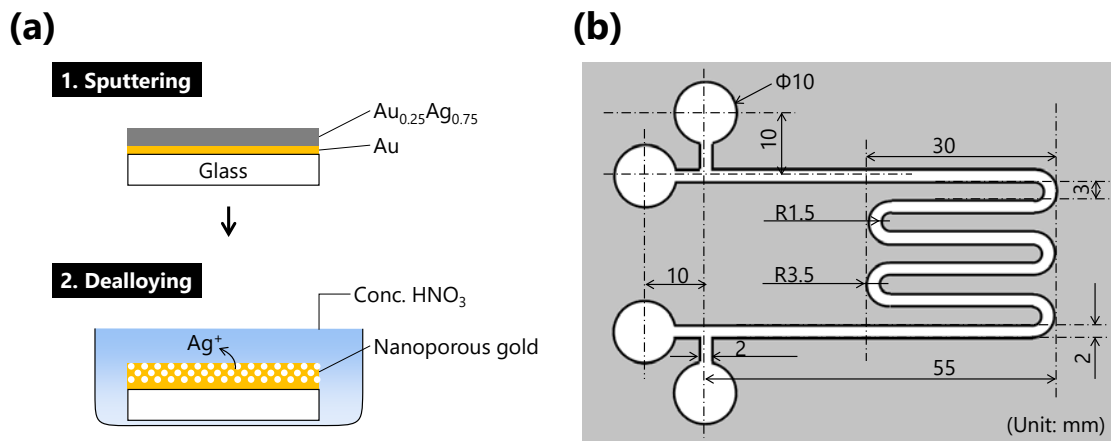 (a)
1. Sputtering
Au₀.₂₅Ag₀.₇₅
Au
Glass
2. Dealloying
Conc. HNO₃
Ag⁺
Nanoporous gold
(b)
Φ10
10
30
3
R1.5
10
R3.5
2
2
55
(Unit: mm)